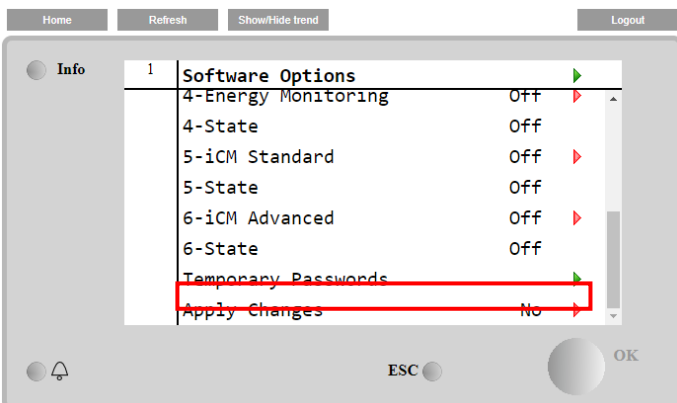 Home Refresh Show/Hide trend Logout
Info 1 Software Options
4-Energy Monitoring Off
4-State Off
5-iCM Standard Off
5-State Off
6-iCM Advanced Off
6-State Off
Temporary Passwords
Apply Changes No
ESC OK